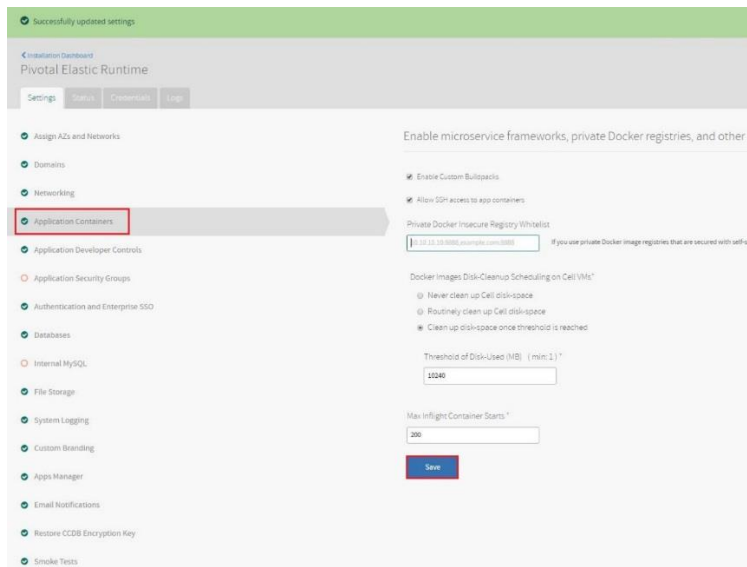 Successfully updated settings
Installation Dashboard
Pivotal Elastic Runtime
Settings
Status
Credentials
Logs
Assign AZs and Networks
Domains
Networking
Application Containers
Application Developer Controls
Application Security Groups
Authentication and Enterprise SSO
Databases
Internal MySQL
File Storage
System Logging
Custom Branding
Apps Manager
Email Notifications
Restore CCDB Encryption Key
Smoke Tests
Enable microservice frameworks, private Docker registries, and other
Enable Custom Buildpacks
Allow SSH access to app containers
Private Docker Insecure Registry Whitelist
If you use private Docker image registries that are secured with self-s
Docker Images Disk-Cleanup Scheduling on Cell VMs*
Never clean up Cell disk-space
Routinely clean up Cell disk-space
Clean up disk-space once threshold is reached
Threshold of Disk-Used (MB) ( min: 1 ) *
10240
Max Inflight Container Starts *
200
Save